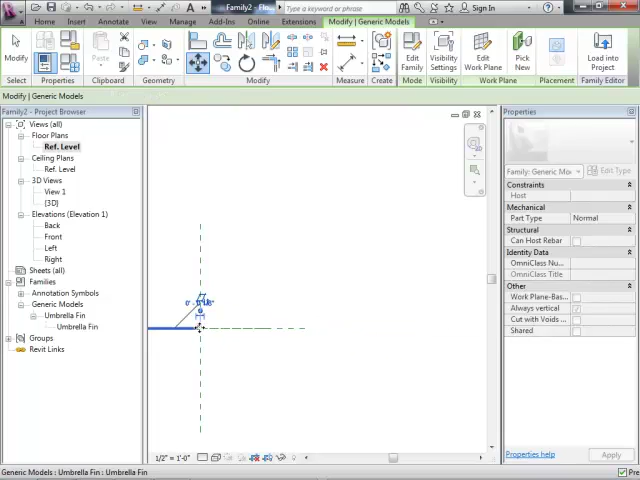 Family2 - Flo...
Type a keyword or phrase
Sign In
Home
Insert
Annotate
View
Manage
Add-Ins
Online
Extensions
Modify | Generic Models
Modify
Paste
Edit Family
Visibility Settings
Edit Work Plane
Pick New
Load into Project
Select
Properties
Clipboard
Geometry
Modify
Measure
Create
Mode
Visibility
Work Plane
Placement
Family Editor
Modify | Generic Models
Family2 - Project Browser
Views (all)
Floor Plans
Ref. Level
Ceiling Plans
Ref. Level
3D Views
View 1
{3D}
Elevations (Elevation 1)
Back
Front
Left
Right
Sheets (all)
Families
Annotation Symbols
Generic Models
Umbrella Fin
Umbrella Fin
Groups
Revit Links
1/2" = 1'-0"
Properties
Family: Generic Mo
Edit Type
Constraints
Host
Mechanical
Part Type
Normal
Structural
Can Host Rebar
Identity Data
OmniClass Nu...
OmniClass Title
Other
Work Plane-Bas...
Always vertical
Cut with Voids ...
Shared
Properties help
Apply
Generic Models : Umbrella Fin : Umbrella Fin
Pre